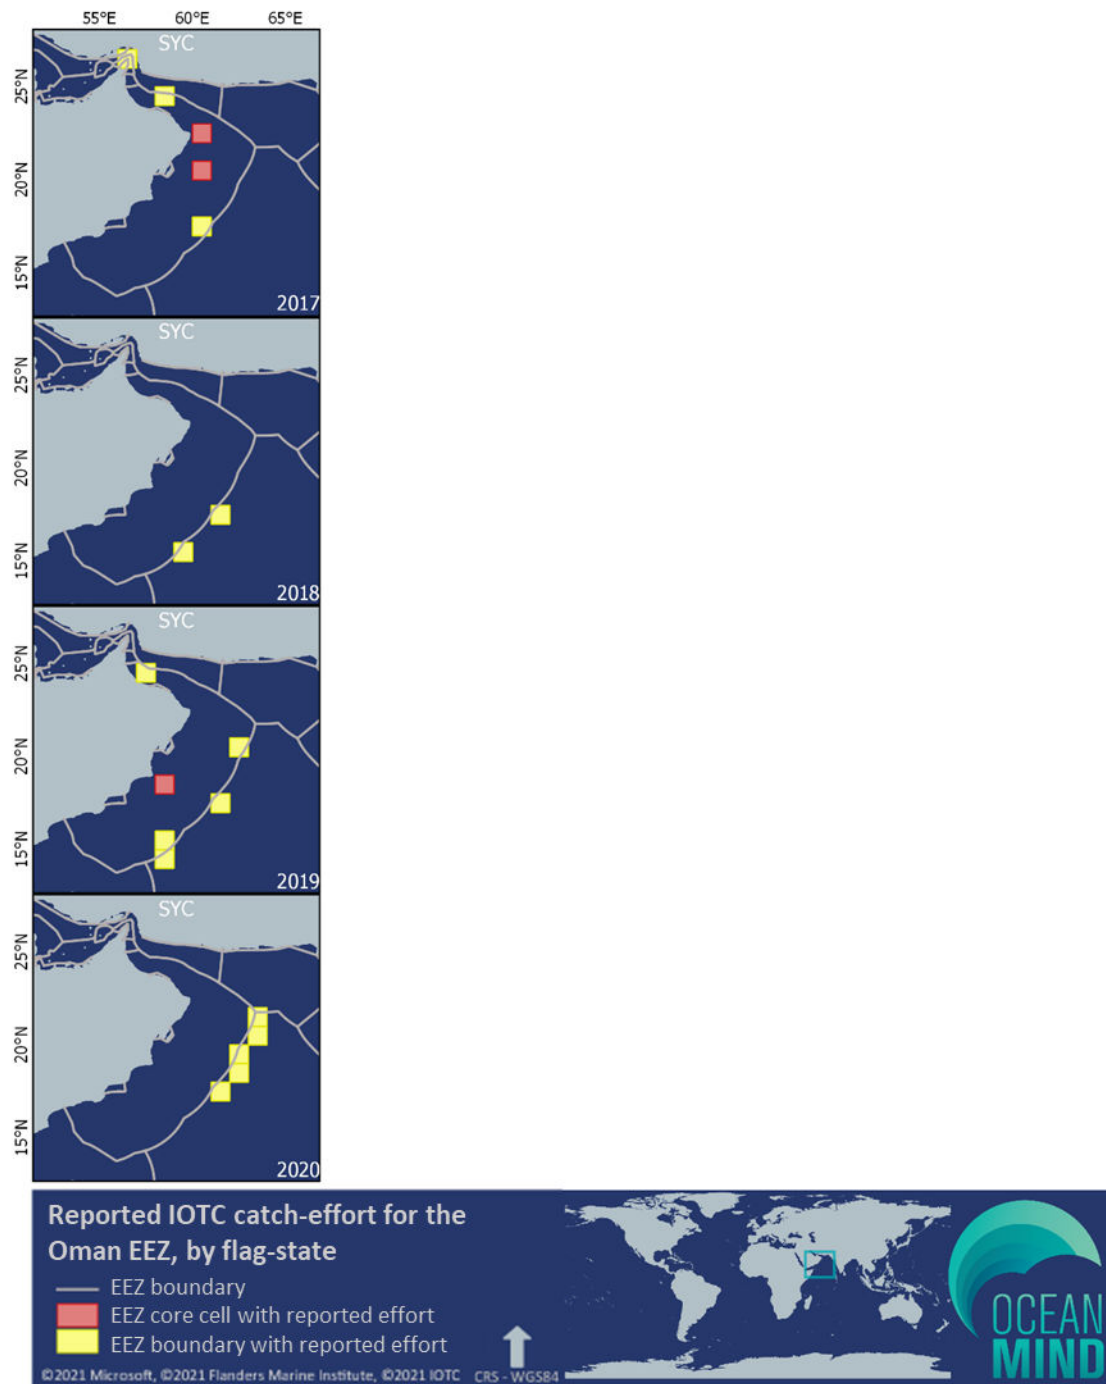 55°E 60°E 65°E
SYC
25°N
20°N
15°N
2017
SYC
25°N
20°N
15°N
2018
SYC
25°N
20°N
15°N
2019
SYC
25°N
20°N
15°N
2020
Reported IOTC catch-effort for the
Oman EEZ, by flag-state
EEZ boundary
EEZ core cell with reported effort
EEZ boundary with reported effort
©2021 Microsoft, ©2021 Flanders Marine Institute, ©2021 IOTC CRS - WGS84
OCEAN
MIND